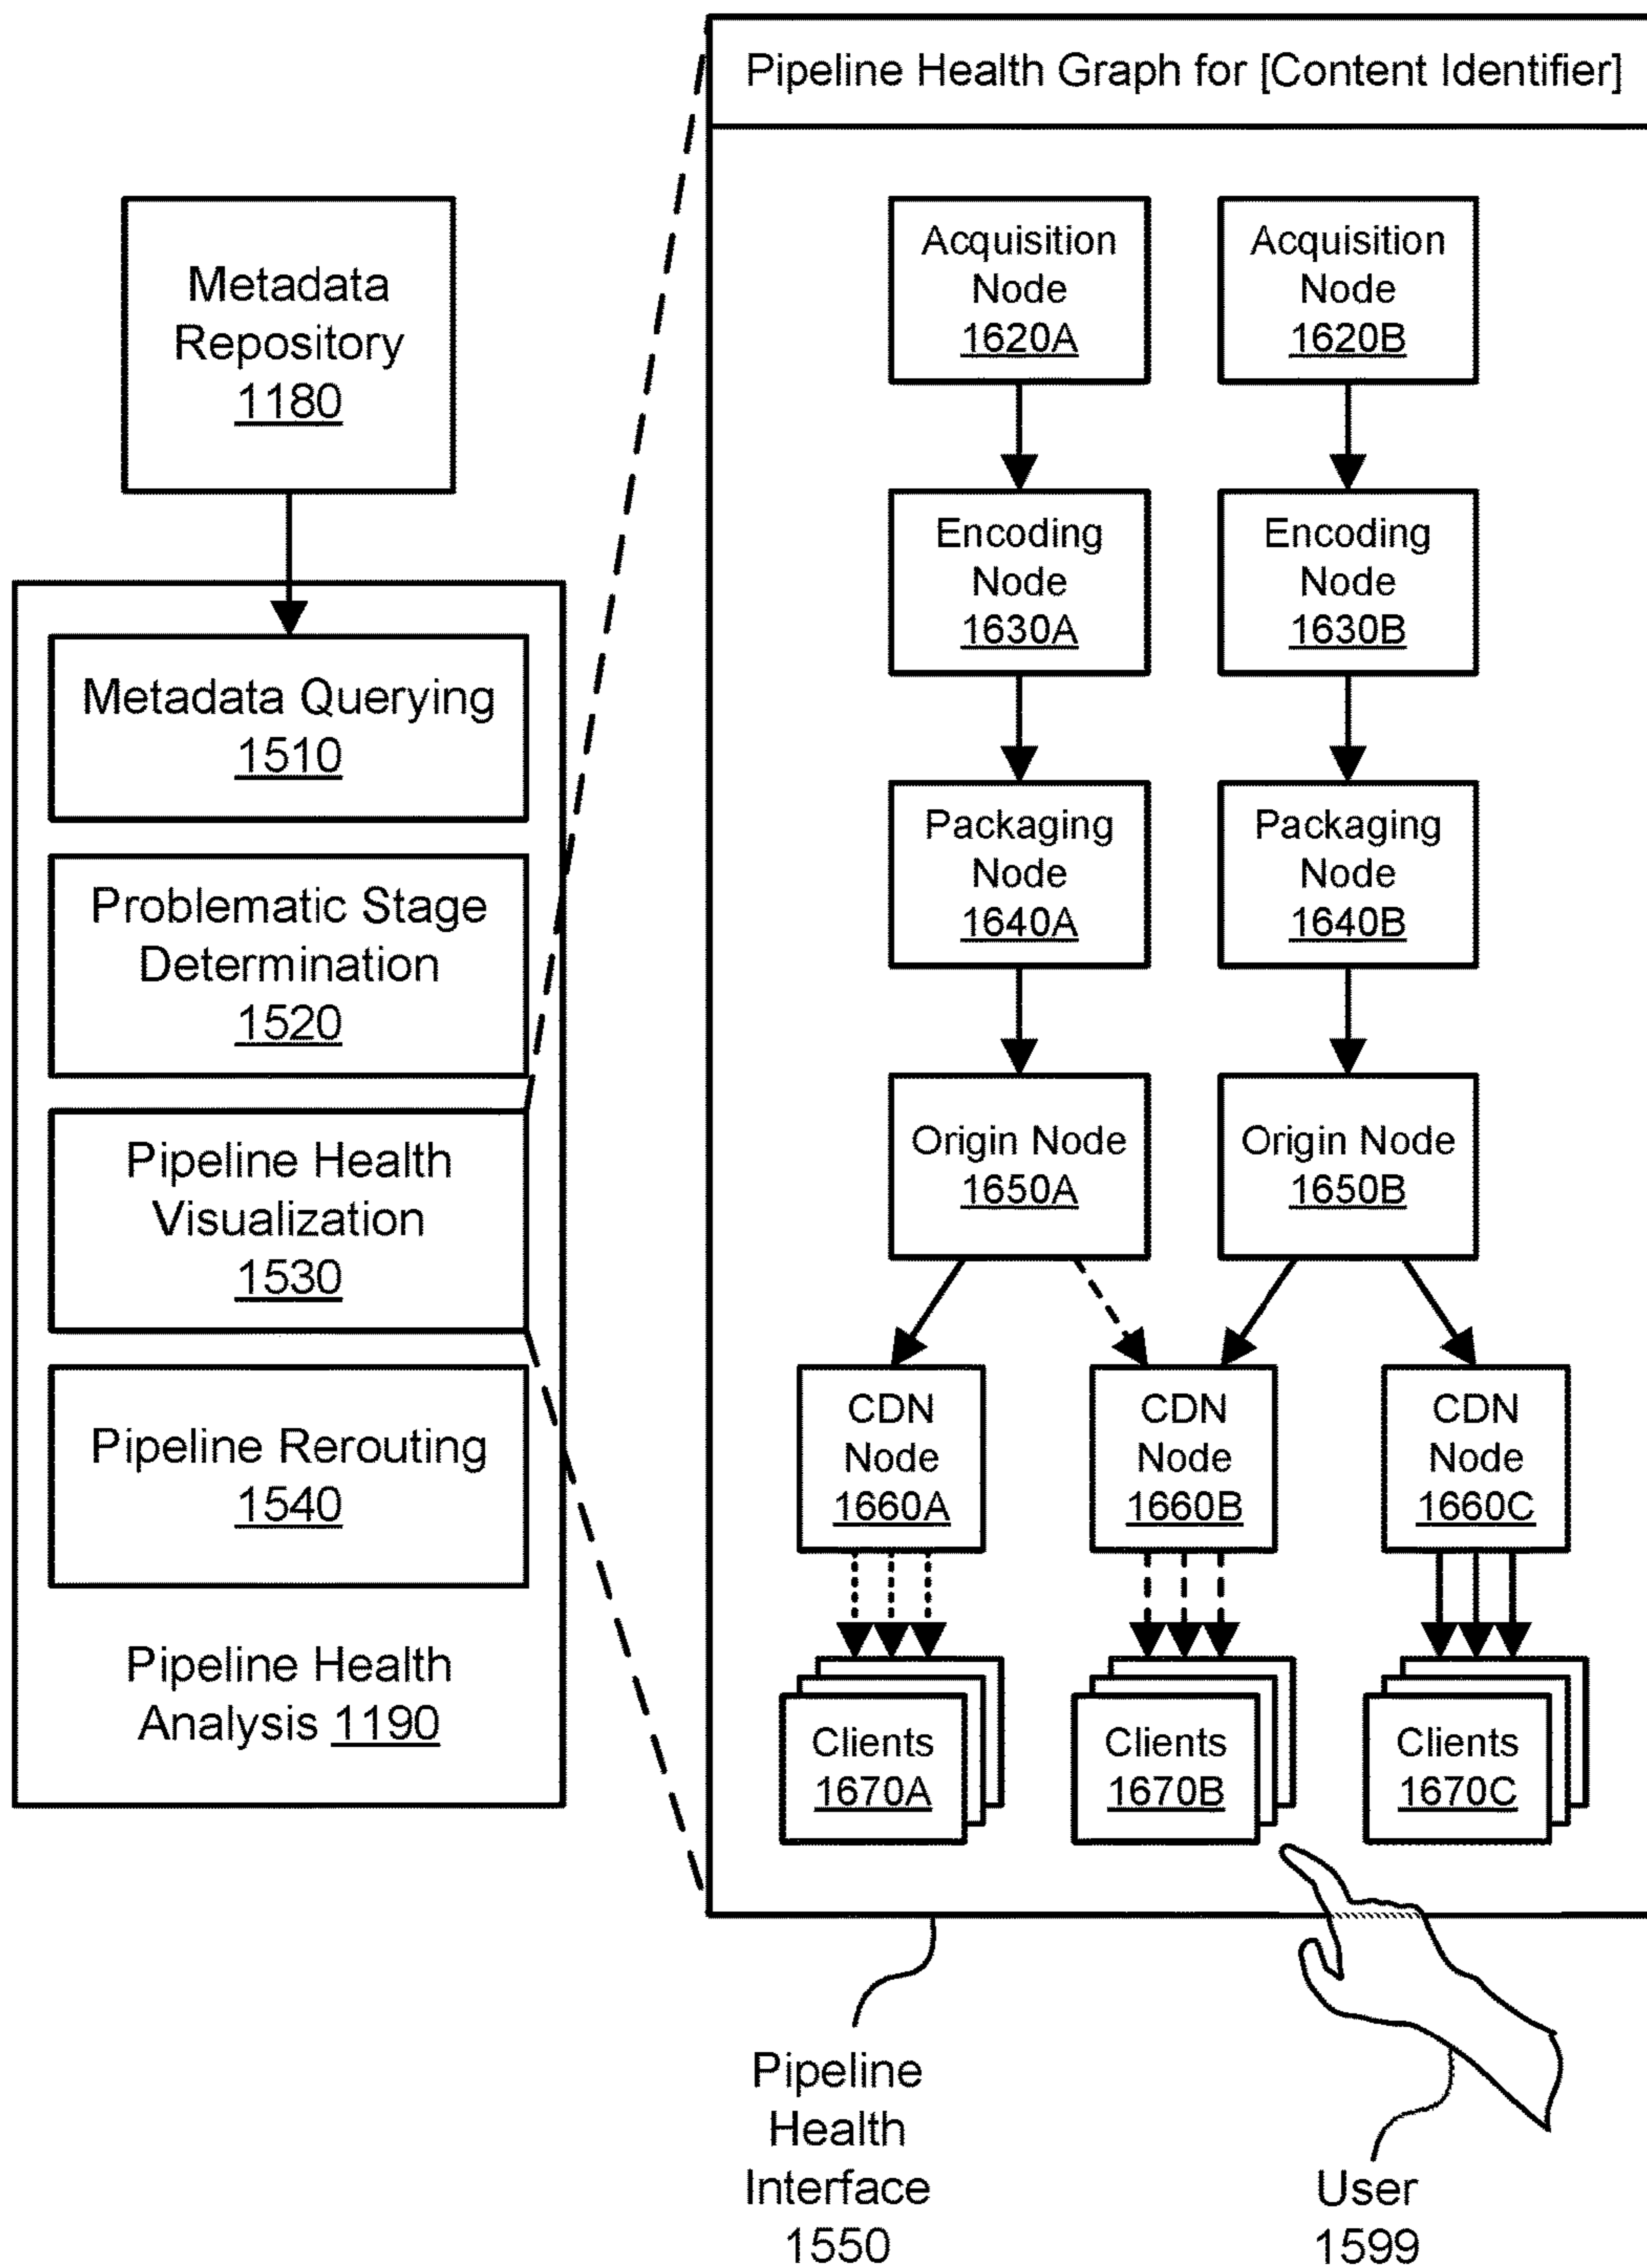 Pipeline Health Graph for [Content Identifier]
Metadata
Repository
1180
Metadata Querying
1510
Problematic Stage
Determination
1520
Pipeline Health
Visualization
1530
Pipeline Rerouting
1540
Pipeline Health
Analysis 1190
Acquisition
Node
1620A
Acquisition
Node
1620B
Encoding
Node
1630A
Encoding
Node
1630B
Packaging
Node
1640A
Packaging
Node
1640B
Origin Node
1650A
Origin Node
1650B
CDN
Node
1660A
CDN
Node
1660B
CDN
Node
1660C
Clients
1670A
Clients
1670B
Clients
1670C
Pipeline
Health
Interface
1550
User
1599